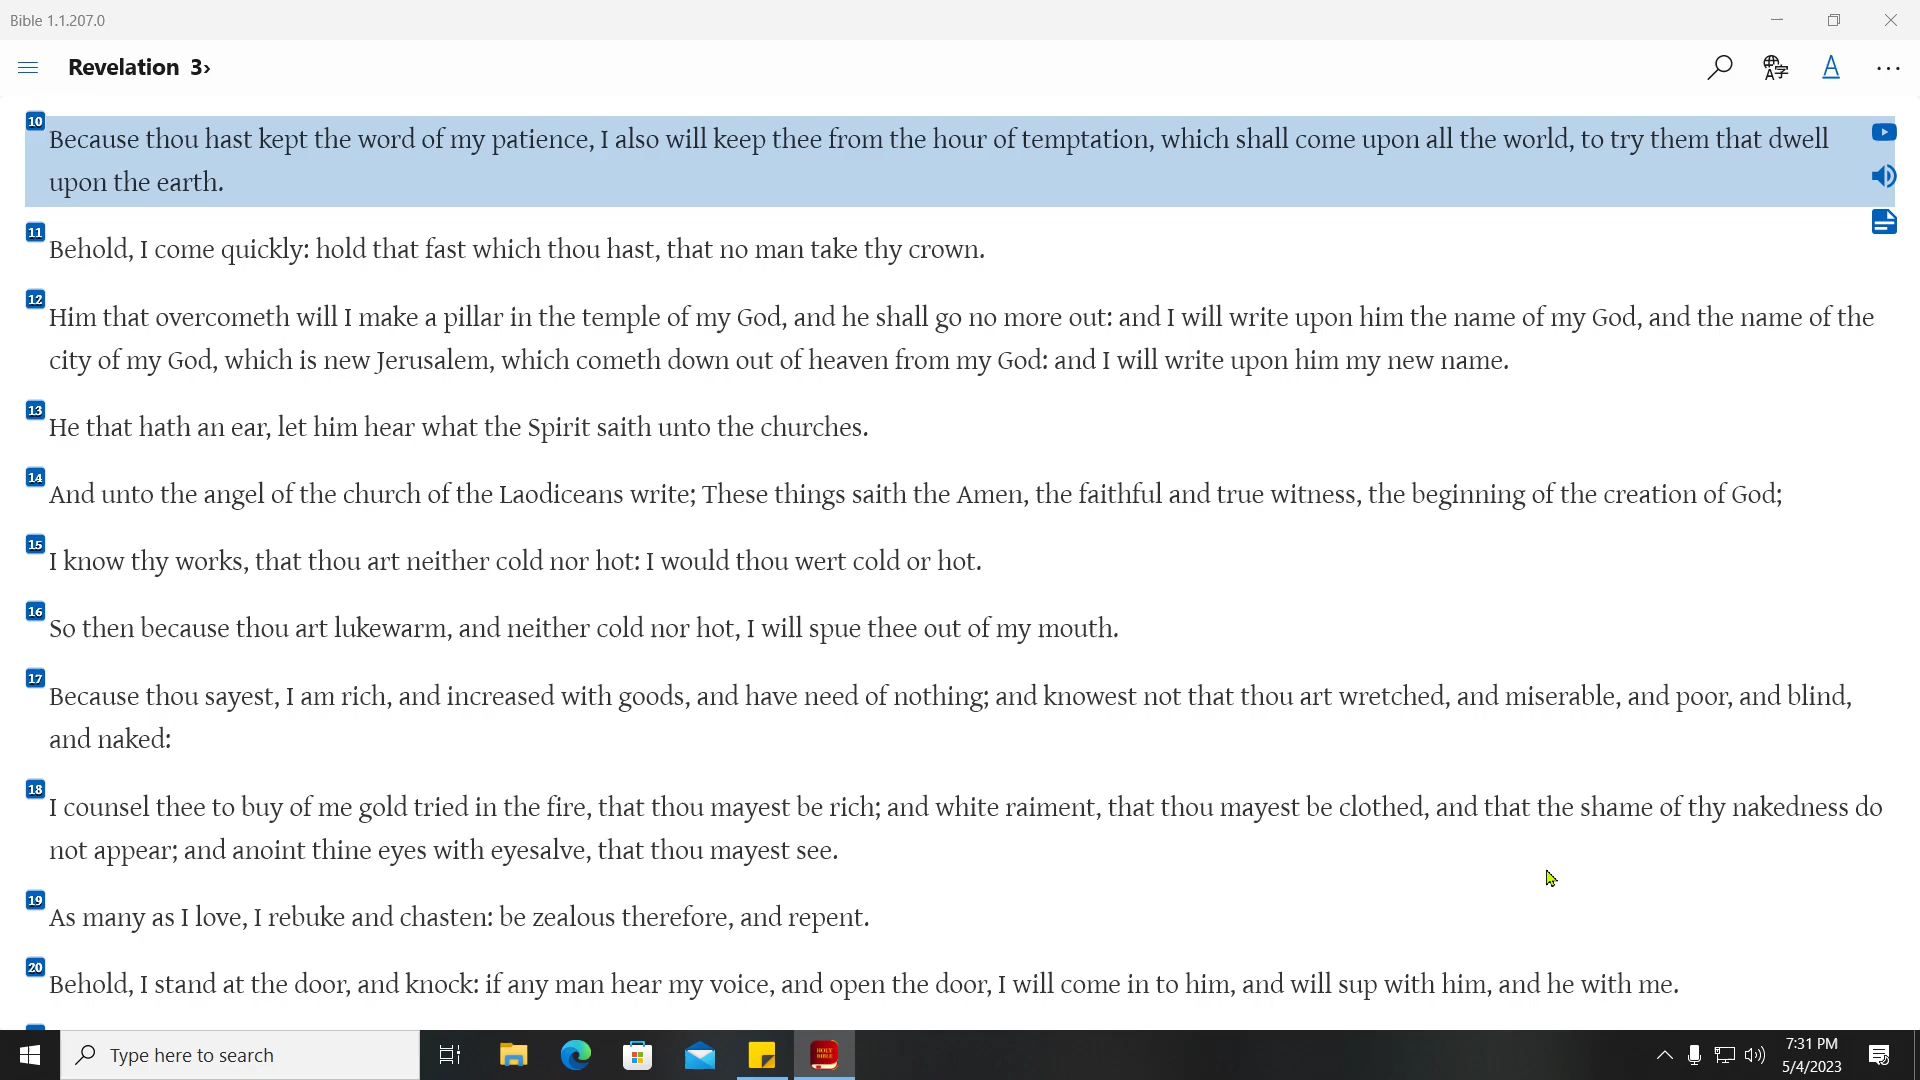 Bible 1.1.207.0
Revelation 3›
10
Because thou hast kept the word of my patience, I also will keep thee from the hour of temptation, which shall come upon all the world, to try them that dwell
upon the earth.
11
Behold, I come quickly: hold that fast which thou hast, that no man take thy crown.
12
Him that overcometh will I make a pillar in the temple of my God, and he shall go no more out: and I will write upon him the name of my God, and the name of the
city of my God, which is new Jerusalem, which cometh down out of heaven from my God: and I will write upon him my new name.
13
He that hath an ear, let him hear what the Spirit saith unto the churches.
14
And unto the angel of the church of the Laodiceans write; These things saith the Amen, the faithful and true witness, the beginning of the creation of God;
15
I know thy works, that thou art neither cold nor hot: I would thou wert cold or hot.
16
So then because thou art lukewarm, and neither cold nor hot, I will spue thee out of my mouth.
17
Because thou sayest, I am rich, and increased with goods, and have need of nothing; and knowest not that thou art wretched, and miserable, and poor, and blind,
and naked:
18
I counsel thee to buy of me gold tried in the fire, that thou mayest be rich; and white raiment, that thou mayest be clothed, and that the shame of thy nakedness do
not appear; and anoint thine eyes with eyesalve, that thou mayest see.
19
As many as I love, I rebuke and chasten: be zealous therefore, and repent.
20
Behold, I stand at the door, and knock: if any man hear my voice, and open the door, I will come in to him, and will sup with him, and he with me.
Type here to search
HOLY
BIBLE
7:31 PM
5/4/2023